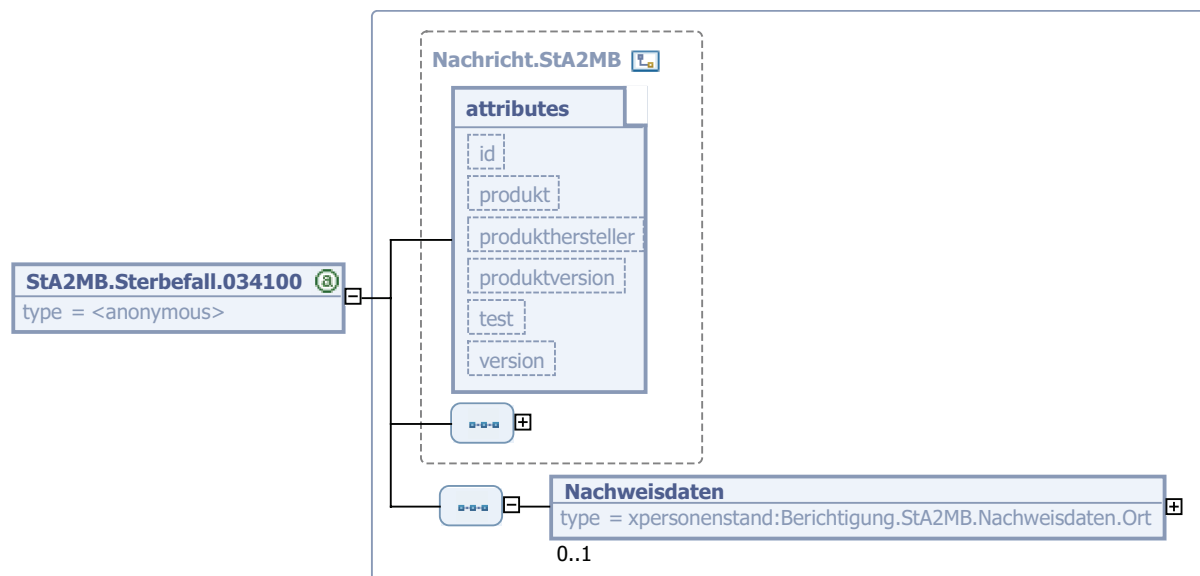 Nachricht.StA2MB
attributes
id
produkt
produkthersteller
produktversion
StA2MB.Sterbefall.034100 a
type = <anonymous>
test
version
Nachweisdaten
type = xpersonenstand:Berichtigung.StA2MB.Nachweisdaten.Ort
0..1